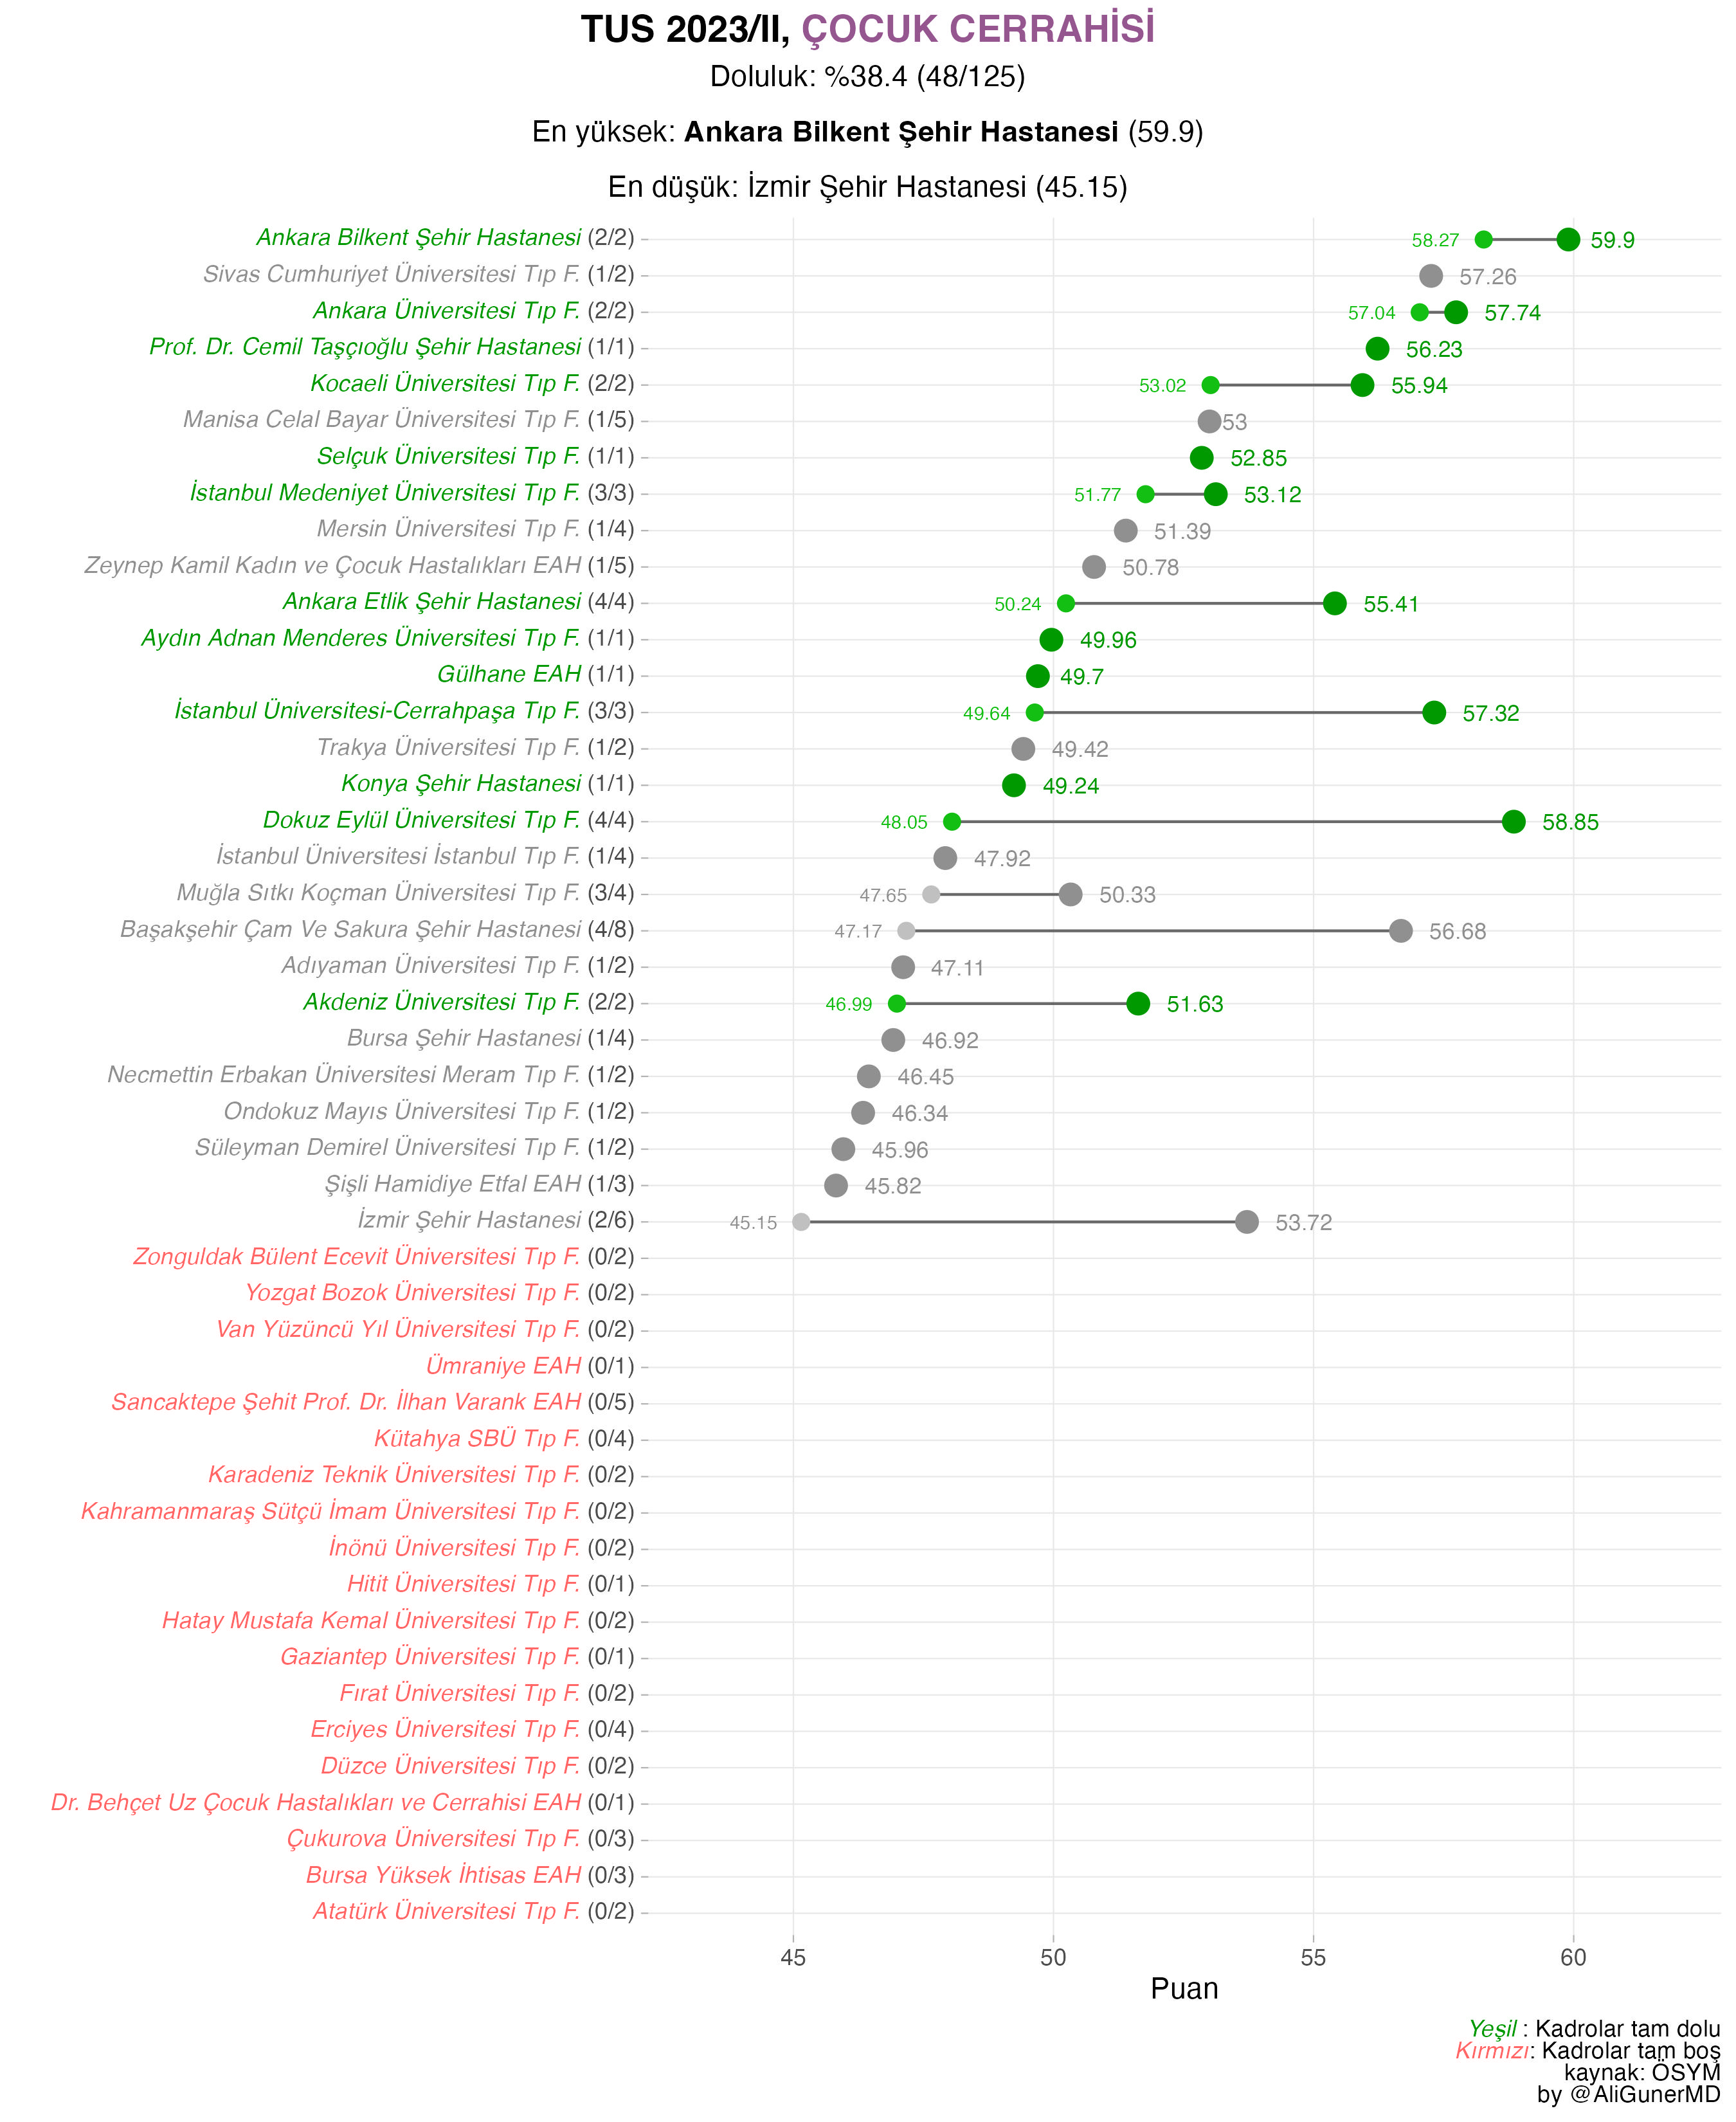 TUS 2023/II, ÇOCUK CERRAHİSİ
Doluluk: %38.4 (48/125)
En yüksek: Ankara Bilkent Şehir Hastanesi (59.9)
En düşük: İzmir Şehir Hastanesi (45.15)
Ankara Bilkent Şehir Hastanesi (2/2) 58.27 59.9
Sivas Cumhuriyet Üniversitesi Tıp F. (1/2) 57.26
Ankara Üniversitesi Tıp F. (2/2) 57.04 57.74
Prof. Dr. Cemil Taşçıoğlu Şehir Hastanesi (1/1) 56.23
Kocaeli Üniversitesi Tıp F. (2/2) 53.02 55.94
Manisa Celal Bayar Üniversitesi Tıp F. (1/5) 53
Selçuk Üniversitesi Tıp F. (1/1) 52.85
İstanbul Medeniyet Üniversitesi Tıp F. (3/3) 51.77 53.12
Mersin Üniversitesi Tıp F. (1/4) 51.39
Zeynep Kamil Kadın ve Çocuk Hastalıkları EAH (1/5) 50.78
Ankara Etlik Şehir Hastanesi (4/4) 50.24 55.41
Aydın Adnan Menderes Üniversitesi Tıp F. (1/1) 49.96
Gülhane EAH (1/1) 49.7
İstanbul Üniversitesi-Cerrahpaşa Tıp F. (3/3) 49.64 57.32
Trakya Üniversitesi Tıp F. (1/2) 49.42
Konya Şehir Hastanesi (1/1) 49.24
Dokuz Eylül Üniversitesi Tıp F. (4/4) 48.05 58.85
İstanbul Üniversitesi İstanbul Tıp F. (1/4) 47.92
Muğla Sıtkı Koçman Üniversitesi Tıp F. (3/4) 47.65 50.33
Başakşehir Çam Ve Sakura Şehir Hastanesi (4/8) 47.17 56.68
Adıyaman Üniversitesi Tıp F. (1/2) 47.11
Akdeniz Üniversitesi Tıp F. (2/2) 46.99 51.63
Bursa Şehir Hastanesi (1/4) 46.92
Necmettin Erbakan Üniversitesi Meram Tıp F. (1/2) 46.45
Ondokuz Mayıs Üniversitesi Tıp F. (1/2) 46.34
Süleyman Demirel Üniversitesi Tıp F. (1/2) 45.96
Şişli Hamidiye Etfal EAH (1/3) 45.82
İzmir Şehir Hastanesi (2/6) 45.15 53.72
Zonguldak Bülent Ecevit Üniversitesi Tıp F. (0/2)
Yozgat Bozok Üniversitesi Tıp F. (0/2)
Van Yüzüncü Yıl Üniversitesi Tıp F. (0/2)
Ümraniye EAH (0/1)
Sancaktepe Şehit Prof. Dr. İlhan Varank EAH (0/5)
Kütahya SBÜ Tıp F. (0/4)
Karadeniz Teknik Üniversitesi Tıp F. (0/2)
Kahramanmaraş Sütçü İmam Üniversitesi Tıp F. (0/2)
İnönü Üniversitesi Tıp F. (0/2)
Hitit Üniversitesi Tıp F. (0/1)
Hatay Mustafa Kemal Üniversitesi Tıp F. (0/2)
Gaziantep Üniversitesi Tıp F. (0/1)
Fırat Üniversitesi Tıp F. (0/2)
Erciyes Üniversitesi Tıp F. (0/4)
Düzce Üniversitesi Tıp F. (0/2)
Dr. Behçet Uz Çocuk Hastalıkları ve Cerrahisi EAH (0/1)
Çukurova Üniversitesi Tıp F. (0/3)
Bursa Yüksek İhtisas EAH (0/3)
Atatürk Üniversitesi Tıp F. (0/2)
45 50 55 60
Puan
Yeşil : Kadrolar tam dolu
Kırmızı: Kadrolar tam boş
kaynak: ÖSYM
by @AliGunerMD